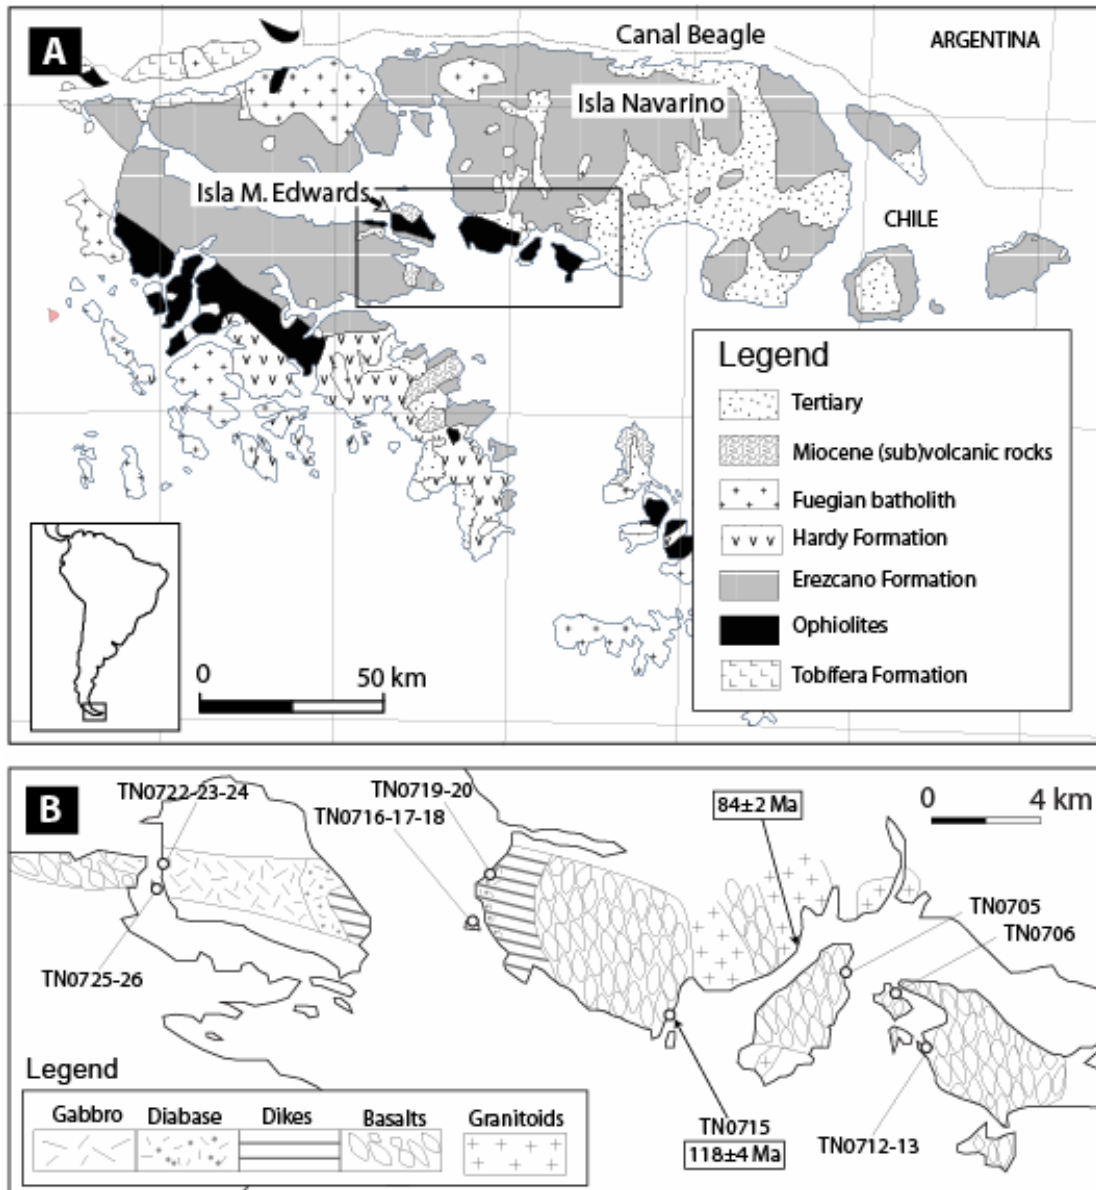 A
Canal Beagle
ARGENTINA
Isla Navarino
Isla M. Edwards
CHILE
Legend
Tertiary
Miocene (sub)volcanic rocks
Fuegian batholith
Hardy Formation
Erezcano Formation
Ophiolites
Tobífera Formation
0 50 km
B
TN0722-23-24
TN0719-20
TN0716-17-18
84±2 Ma
0 4 km
TN0705
TN0706
TN0725-26
TN0715
118±4 Ma
TN0712-13
Legend
Gabbro Diabase Dikes Basalts Granitoids